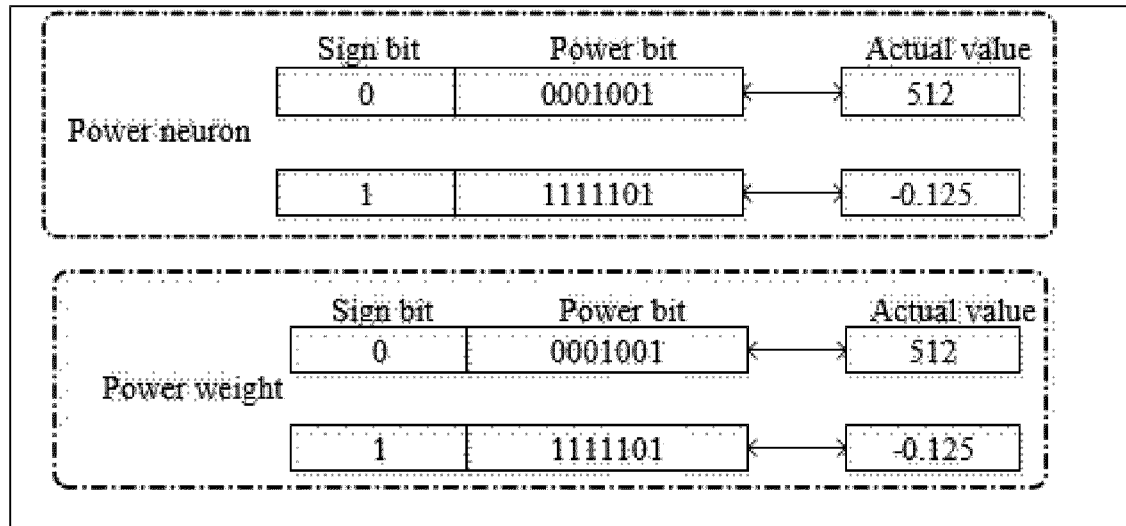 Sign bit Power bit Actual value
0 0001001 512
Power neuron
1 1111101 -0.125
Sign bit Power bit Actual value
0 0001001 512
Power weight
1 1111101 -0.125